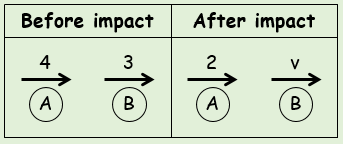 Before impact After impact
4 3 2 v
A B A B